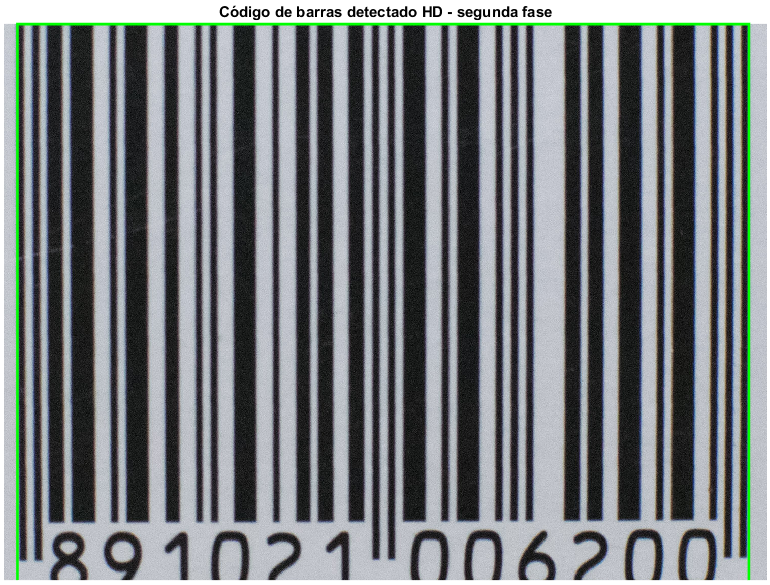 Código de barras detectado HD - segunda fase
891021 006200